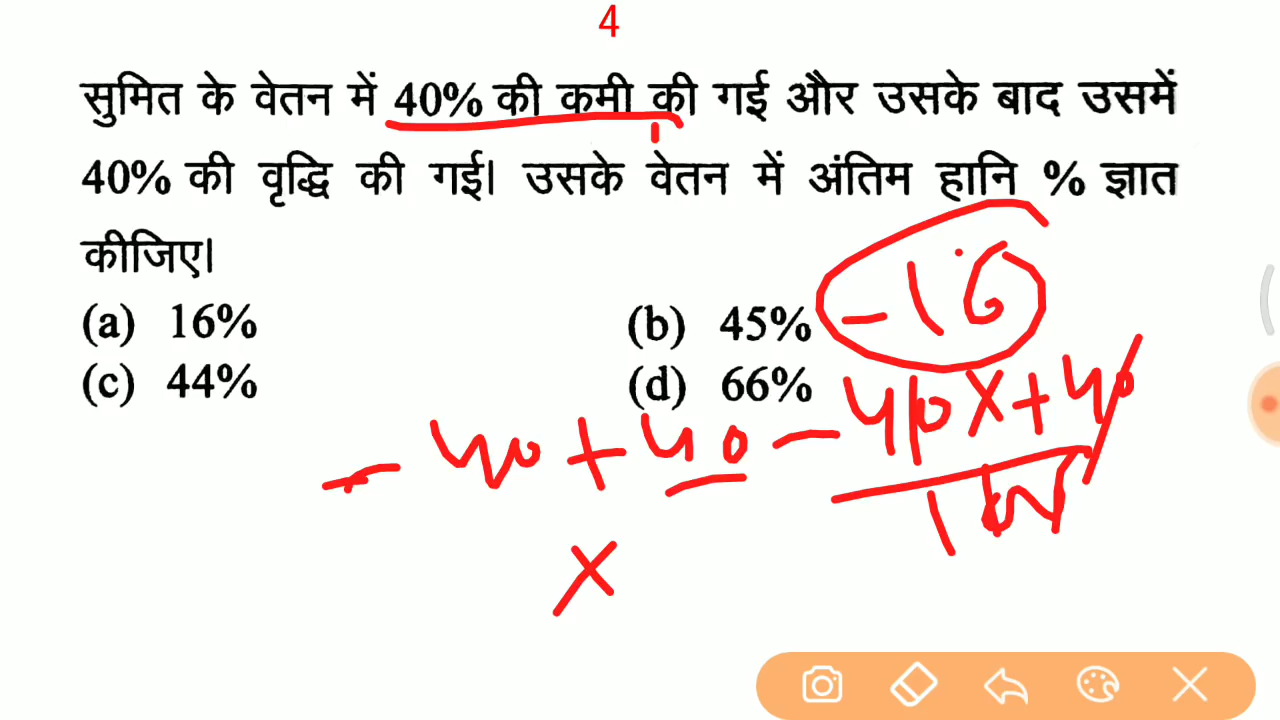 4
सुमित के वेतन में 40% की कमी की गई और उसके बाद उसमें
40% की वृद्धि की गई। उसके वेतन में अंतिम हानि % ज्ञात
कीजिए।
(a) 16% (b) 45% -16
(c) 44% (d) 66%
- 40 + 40 - 40 x + 40
100
x